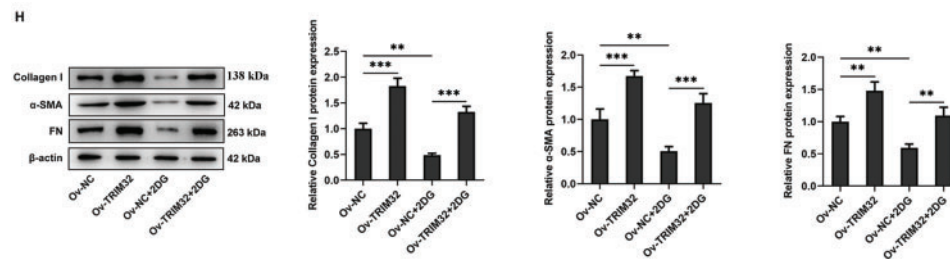 H
Collagen I
138 kDa
α-SMA
42 kDa
FN
263 kDa
β-actin
42 kDa
Ov-NC
Ov-TRIM32
Ov-NC+2DG
Ov-TRIM32+2DG
Relative Collagen I protein expression
2.5
2.0
1.5
1.0
0.5
0.0
**
***
***
Ov-NC
Ov-TRIM32
Ov-NC+2DG
Ov-TRIM32+2DG
Relative α-SMA protein expression
2.0
1.5
1.0
0.5
0.0
**
***
***
Ov-NC
Ov-TRIM32
Ov-NC+2DG
Ov-TRIM32+2DG
Relative FN protein expression
2.0
1.5
1.0
0.5
0.0
**
**
**
Ov-NC
Ov-TRIM32
Ov-NC+2DG
Ov-TRIM32+2DG